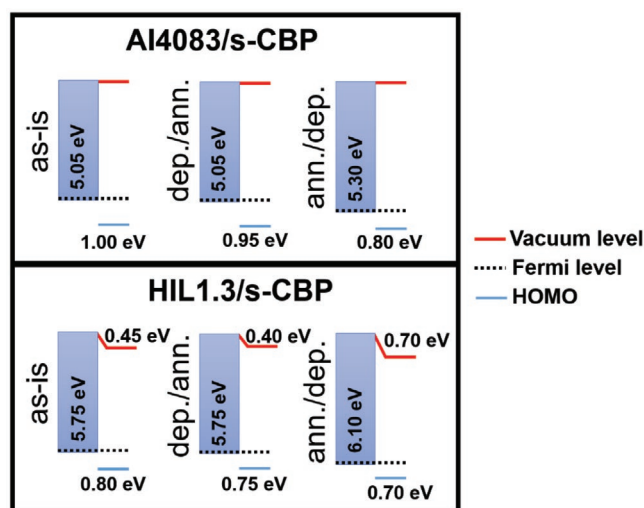 AI4083/s-CBP
as-is
5.05 eV
1.00 eV
dep./ann.
5.05 eV
0.95 eV
ann./dep.
5.30 eV
0.80 eV
HIL1.3/s-CBP
as-is
5.75 eV
0.45 eV
0.80 eV
dep./ann.
5.75 eV
0.40 eV
0.75 eV
ann./dep.
6.10 eV
0.70 eV
0.70 eV
Vacuum level
Fermi level
HOMO